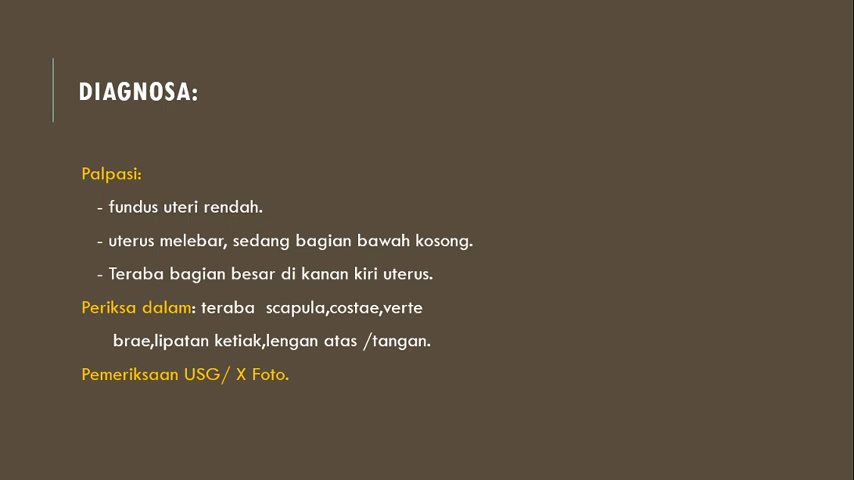 DIAGNOSA:
Palpasi:
- fundus uteri rendah.
- uterus melebar, sedang bagian bawah kosong.
- Teraba bagian besar di kanan kiri uterus.
Periksa dalam: teraba scapula,costae,verte
brae,lipatan ketiak,lengan atas /tangan.
Pemeriksaan USG/ X Foto.